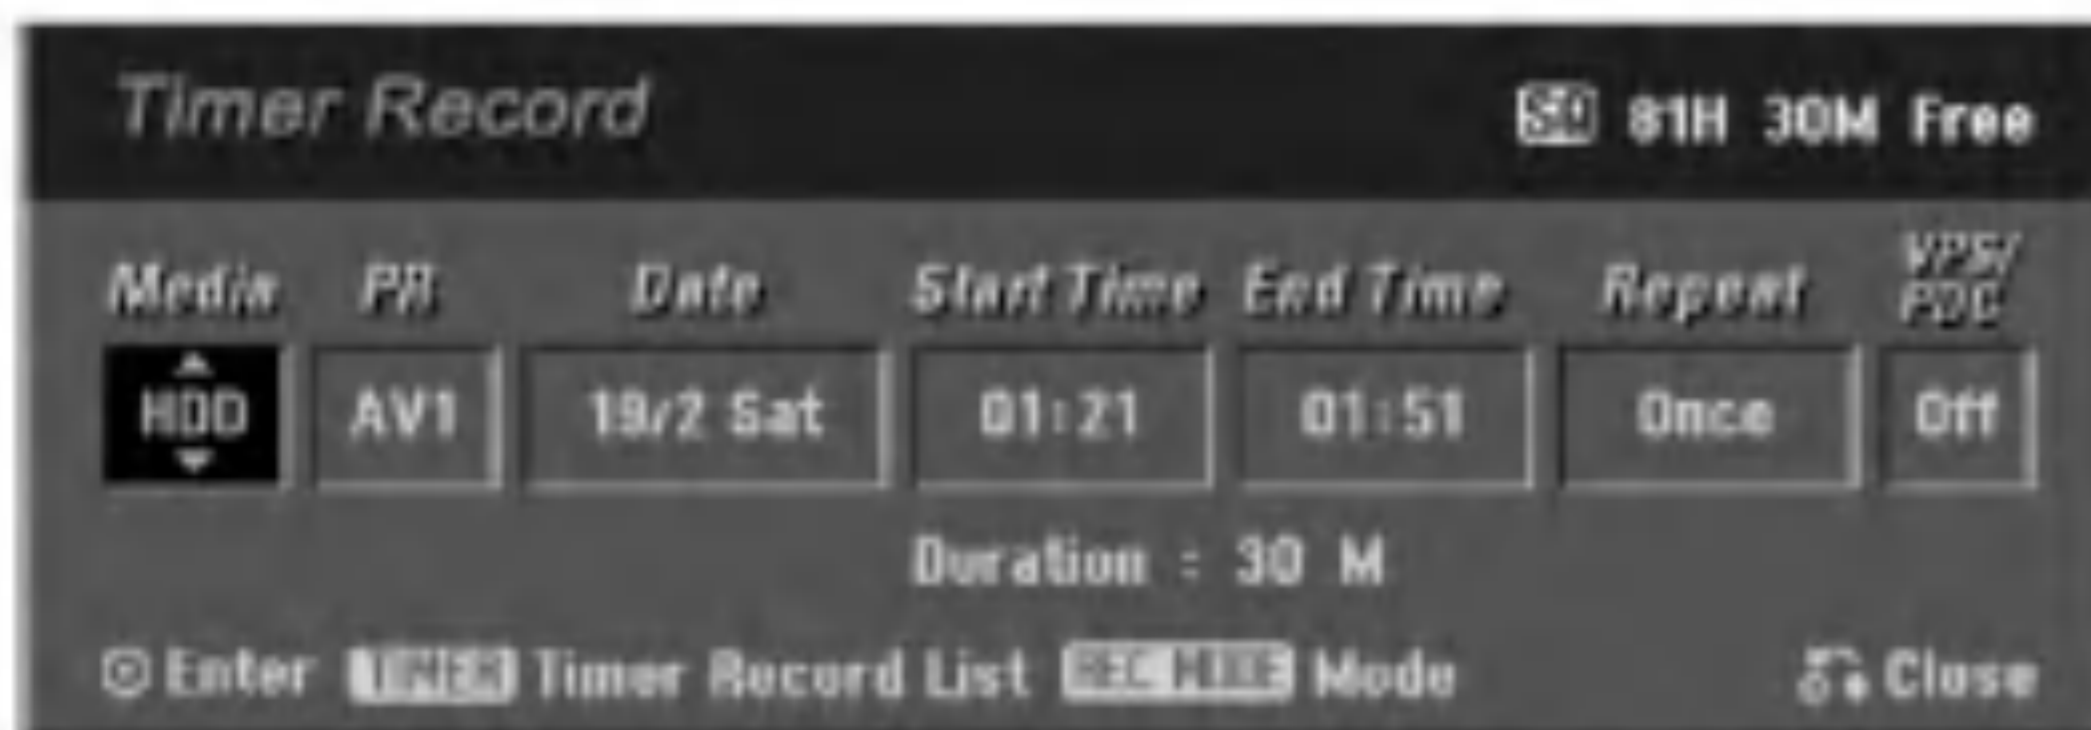 Timer Record SQ 81H 30M Free
Media PR Date Start Time End Time Repeat VPS/
PDC
HDD AV1 19/2 Sat 01:21 01:51 Once Off
Duration : 30 M
Enter TIMER Timer Record List REC MODE Mode Close